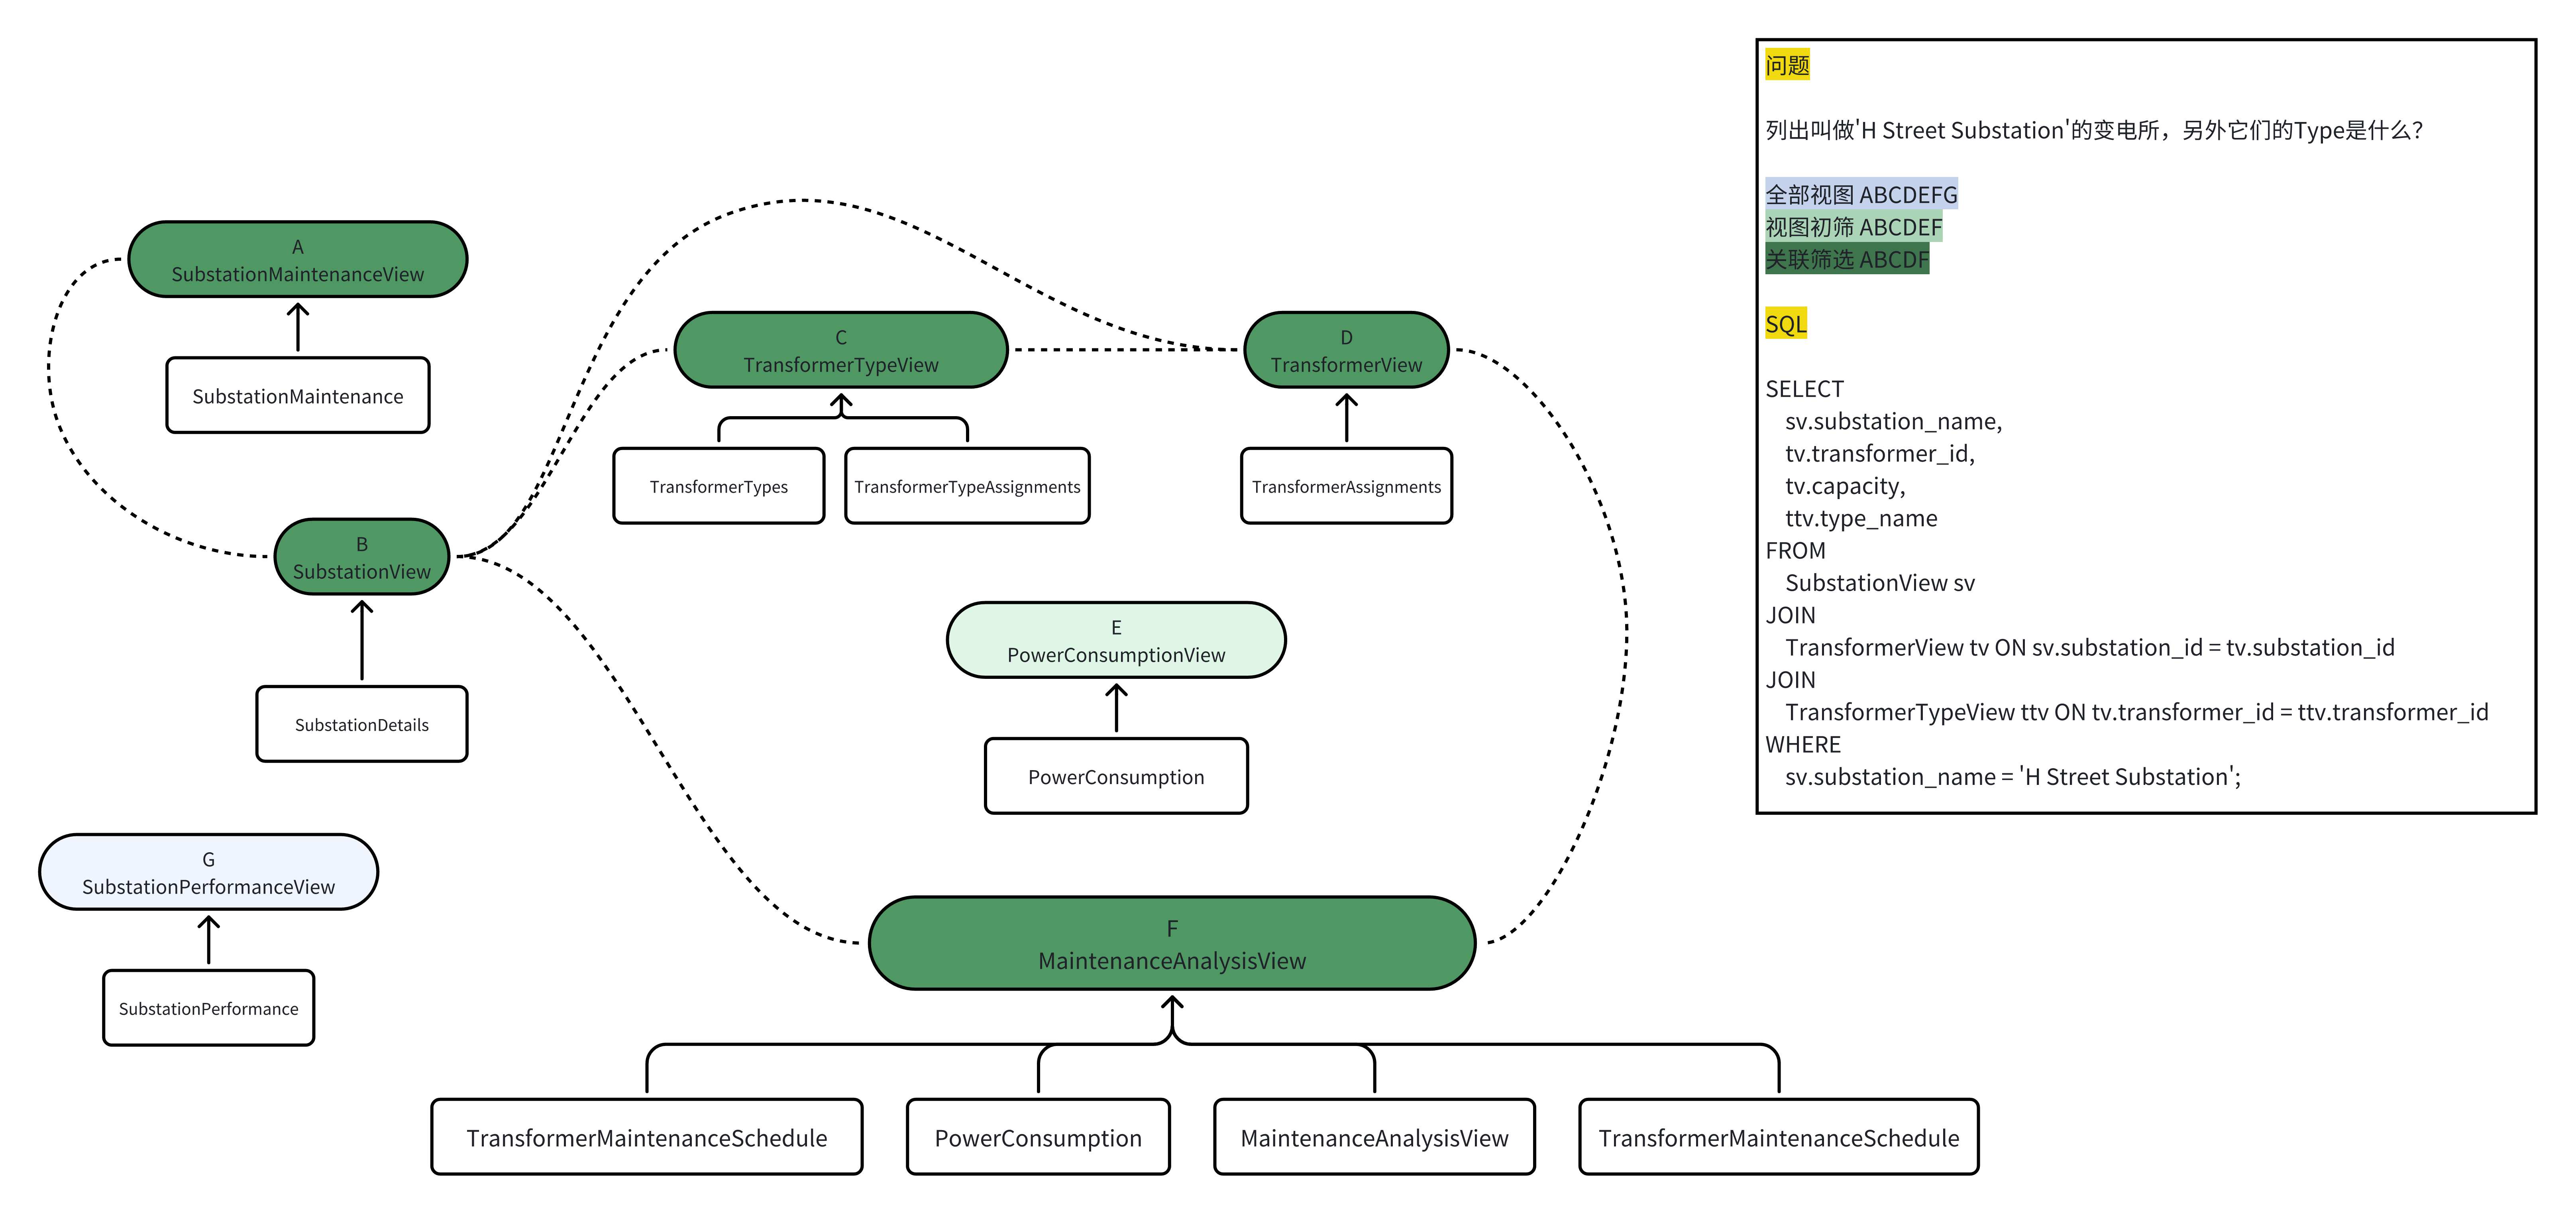 A
SubstationMaintenanceView
SubstationMaintenance
B
SubstationView
SubstationDetails
C
TransformerTypeView
TransformerTypes
TransformerTypeAssignments
D
TransformerView
TransformerAssignments
E
PowerConsumptionView
PowerConsumption
G
SubstationPerformanceView
SubstationPerformance
F
MaintenanceAnalysisView
TransformerMaintenanceSchedule
PowerConsumption
MaintenanceAnalysisView
TransformerMaintenanceSchedule
问题
列出叫做'H Street Substation'的变电所，另外它们的Type是什么？
全部视图 ABCDEFG
视图初筛 ABCDEF
关联筛选 ABCDF
SQL
SELECT
sv.substation_name,
tv.transformer_id,
tv.capacity,
ttv.type_name
FROM
SubstationView sv
JOIN
TransformerView tv ON sv.substation_id = tv.substation_id
JOIN
TransformerTypeView ttv ON tv.transformer_id = ttv.transformer_id
WHERE
sv.substation_name = 'H Street Substation';